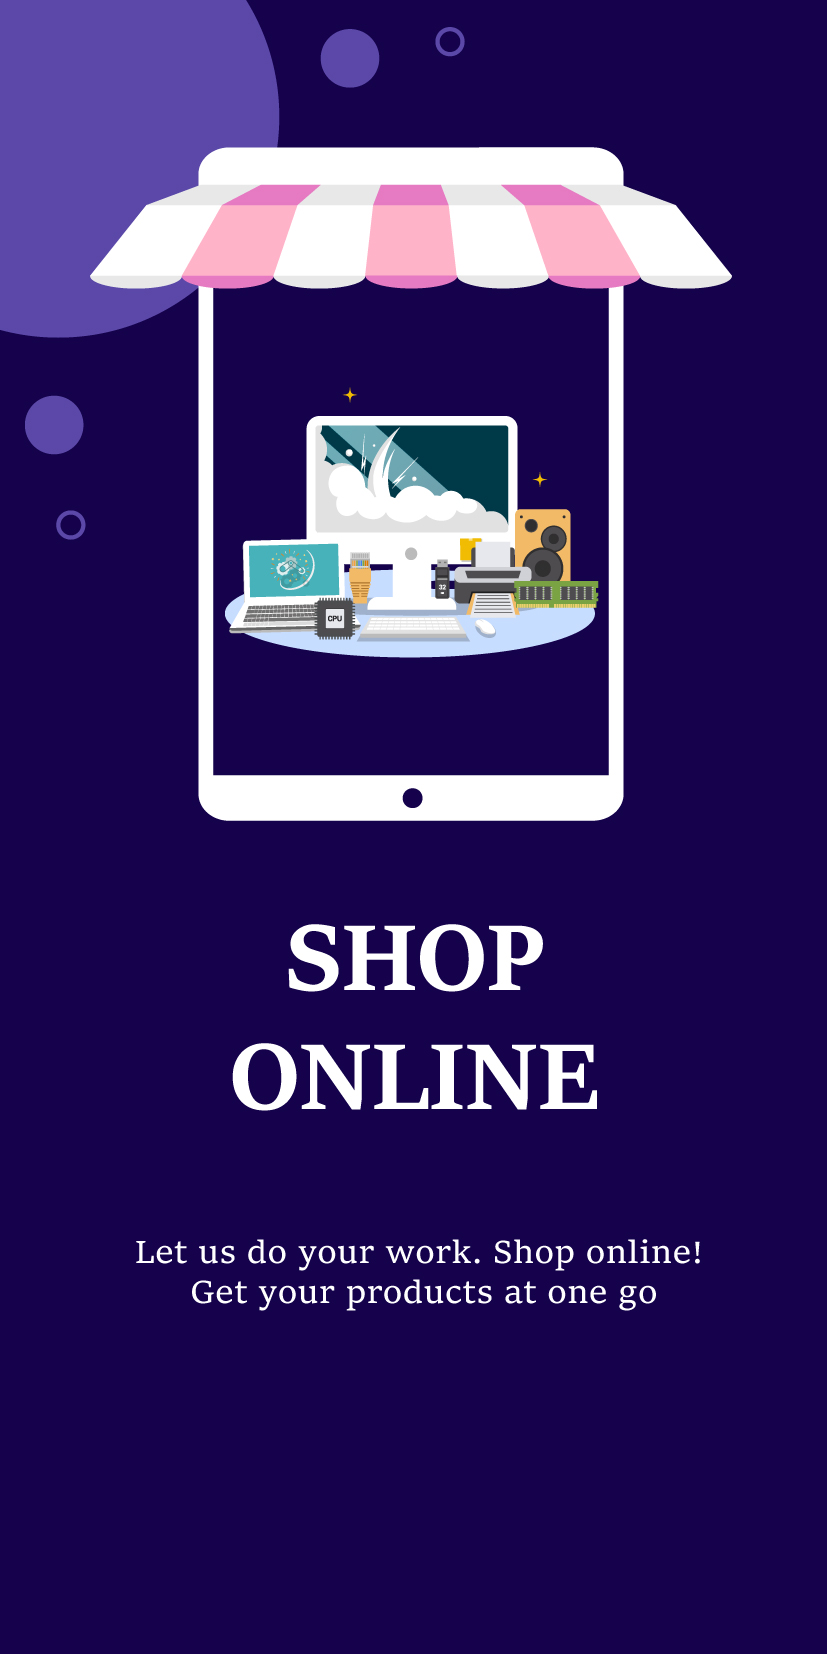 32
CPU
SHOP
ONLINE
Let us do your work. Shop online!
Get your products at one go